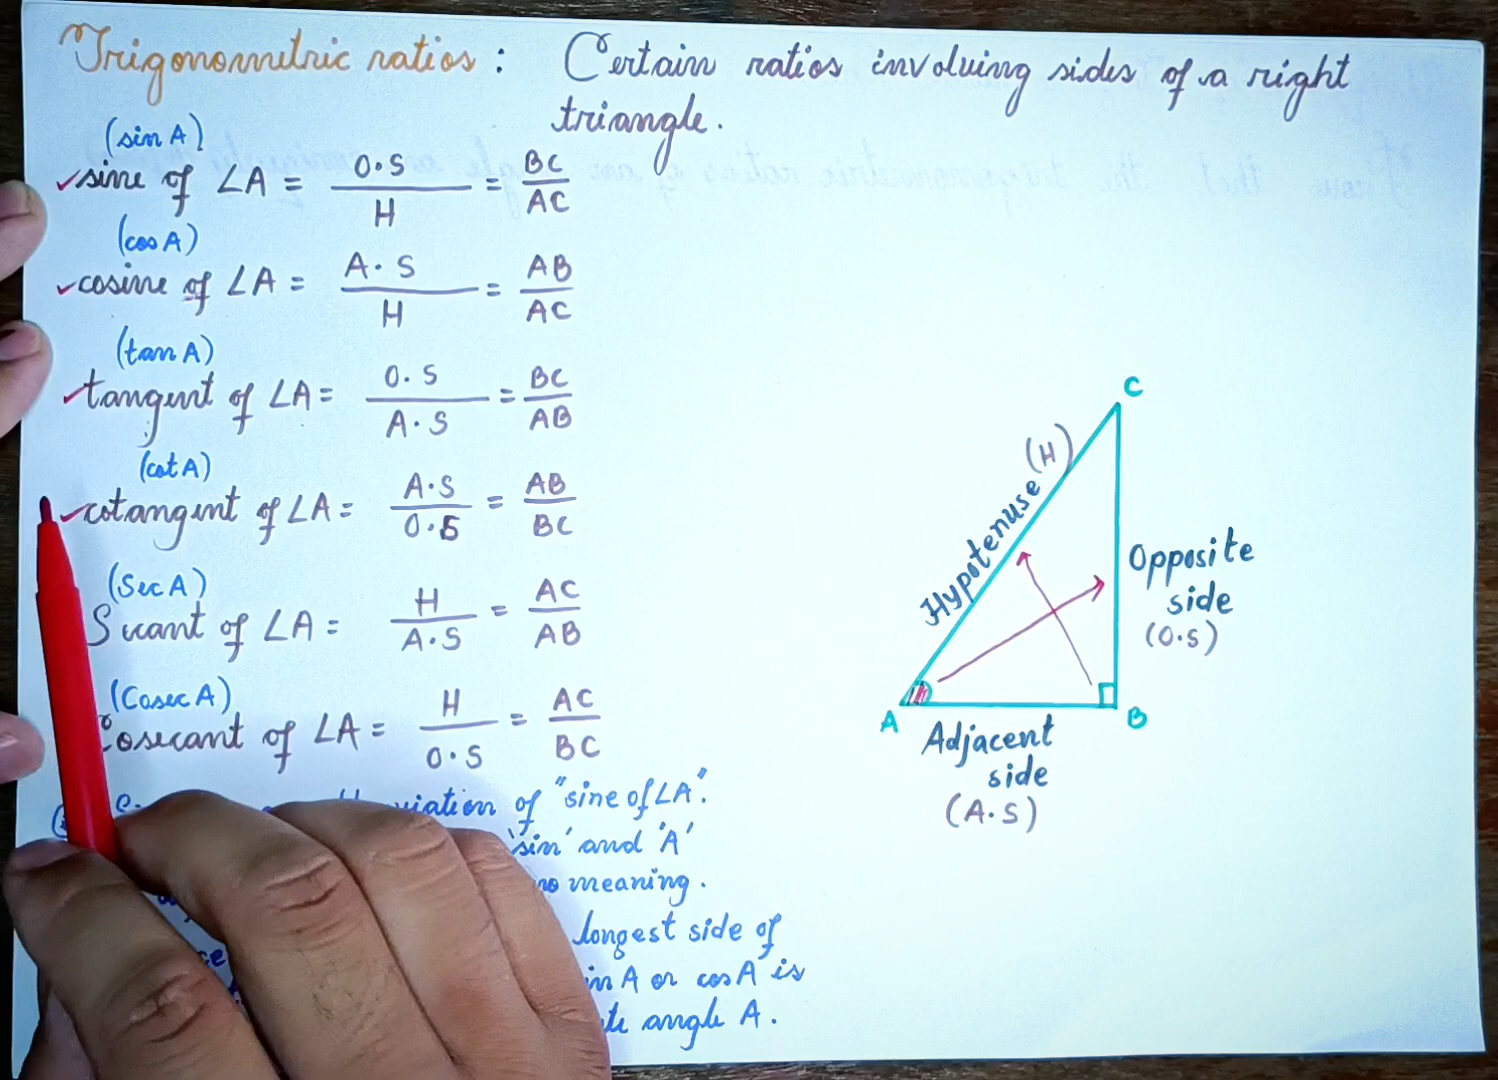 Trigonometric ratios : Certain ratios involving sides of a right
triangle.
(sin A)
✓sine of ∠A = O.S / H = BC / AC
(cos A)
✓cosine of ∠A = A.S / H = AB / AC
(tan A)
✓tangent of ∠A = O.S / A.S = BC / AB
(cot A)
✓cotangent of ∠A = A.S / O.S = AB / BC
(Sec A)
Secant of ∠A = H / A.S = AC / AB
(Cosec A)
Cosecant of ∠A = H / O.S = AC / BC
of "sine of ∠A".
'sin' and 'A'
no meaning.
longest side of
A or cos A is
angle A.
C
Hypotenuse (H)
Opposite
side
(O.S)
A
B
Adjacent
side
(A.S)